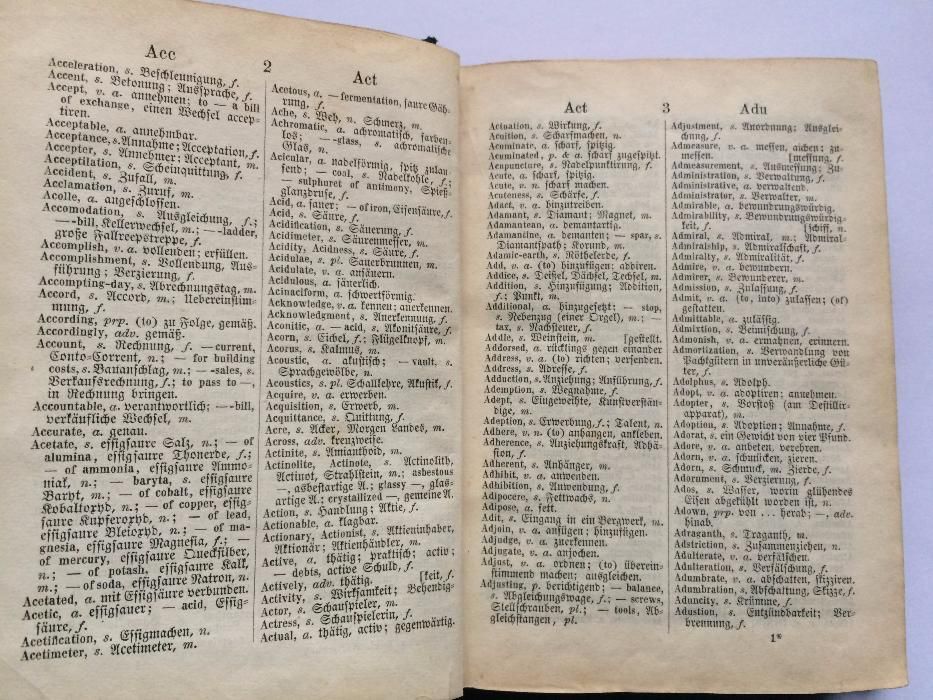 Acc
2
Act
Acceleration, s. Beschleunigung, f.
Accent, s. Betonung; Aussprache, f.
Accept, v. a. annehmen; to — a bill
of exchange, einen Wechsel accep-
tiren.
Acceptable, a. annehmbar.
Acceptance, s. Annahme; Acceptation, f.
Accepter, s. Annehmer; Acceptant, m.
Acceptilation, s. Scheinquittung, f.
Accident, s. Zufall, m.
Acclamation, s. Zuruf, m.
Acolle, a. angeschlossen.
Accomodation, s. Ausgleichung, f.;
—-bill, Kellerwechsel, m.; —-ladder,
große Fallreepstreppe, f.
Accomplish, v. a. vollenden; erfüllen.
Accomplishment, s. Vollendung, Aus-
führung; Verzierung, f.
Accompting-day, s. Abrechnungstag, m.
Accord, s. Accord, m.; Uebereinstim-
mung, f.
According, prp. (to) zu Folge, gemäß.
Accordingly, adv. gemäß.
Account, s. Rechnung, f. —current,
Conto-Corrent, n.; — for building
costs, s. Bauanschlag, m.; —-sales, s.
Verkaufsrechnung, f.; to pass to —,
in Rechnung bringen.
Accountable, a. verantwortlich; —-bill,
verkäufliche Wechsel, m.
Accurate, a. genau.
Acetate, s. essigsaure Salz, n.; — of
alumina, essigsaure Thonerde, f.;
— of ammonia, essigsaure Ammo-
niak, n.; — baryta, s. essigsaure
Baryt, m.; — of cobalt, essigsaure
Kobaltoxyd, n.; — of copper, essig-
saure Kupferoxyd, n.; — of lead,
essigsaure Bleioxyd, n.; — of ma-
gnesia, essigsaure Magnesia, f.; —
of mercury, essigsaure Quecksilber,
n.; — of potash, essigsaure Kalk,
m.; — of soda, essigsaure Natron, n.
Acetated, a. mit Essigsäure verbunden.
Acetic, a. essigsauer; — acid, Essig-
säure, f.
Acetification, s. Essigmachen, n.
Acetimeter, s. Acetimeter, m.
Acetous, a. —fermentation, saure Gäh-
rung, f.
Ache, s. Weh, n. Schmerz, m.
Achromatic, a. achromatisch, farben-
los; — -glass, s. achromatische
Glas, n.
Acicular, a. nadelförmig, spitz zulau-
fend; — coal, s. Nadelkohle, f.;
— sulphuret of antimony, Spieß-
glanzdruse, f.
Acid, a. sauer; — of iron, Eisensäure, f.
Acid, s. Säure, f.
Acidification, s. Säuerung, f.
Acidimeter, s. Säuremesser, m.
Acidity, Acidness, s. Säure, f.
Acidulae, s. pl. Sauerbrunnen, m.
Acidulate, v. a. ansäuern.
Acidulous, a. säuerlich.
Acinaciform, a. schwertförmig.
Acknowledge, v. a. kennen; anerkennen.
Acknowledgment, s. Anerkennung, f.
Aconitic, a. —acid, s. Akonitsäure, f.
Acorn, s. Eichel, f.; Flügelknopf, m.
Acorus, s. Kalmus, m.
Acoustic, a. akustisch; —vault, s.
Sprachgewölbe, n.
Acoustics, s. pl. Schalllehre, Akustik, f.
Acquire, v. a. erwerben.
Acquisition, s. Erwerb, m.
Acquittance, s. Quittung, f.
Acre, s. Acker, Morgen Landes, m.
Across, adv. kreuzweise.
Actinite, s. Amianthoid, m.
Actinolite, Actinote, s. Actinolith,
Actinot, Strahlstein, m.; asbestous
—, asbestartige A.; glassy —, glas-
artige A.; crystallized —, gemeine A.
Action, s. Handlung; Aktie, f.
Actionable, a. klagbar.
Actionary, Actionist, s. Aktieninhaber,
Aktionär; Aktienhändler, m.
Active, a. thätig; praktisch; activ;
— debts, active Schuld, f.
Actively, adv. thätig. [keit, f.
Activity, s. Wirksamkeit; Behendig-
Actor, s. Schauspieler, m.
Actress, s. Schauspielerin, f.
Actual, a. thätig, activ; gegenwärtig.
Act
3
Adu
Actuation, s. Wirkung, f.
Acuition, s. Scharfmachen, n.
Acuminate, a. scharf, spitzig.
Acuminated, p. & a. scharf zugespitzt.
Acupuncture, s. Nadelpunktirung, f.
Acute, a. scharf, spitzig.
Acute, v. n. scharf machen.
Acuteness, s. Schärfe, f.
Adact, v. a. hinzutreiben.
Adamant, s. Diamant; Magnet, m.
Adamantean, a. demantartig.
Adamandine, a. demanten; — spar, s.
Diamantspath; Korund, m.
Adamic-earth, s. Röthelerde, f.
Add, v. a. (to) hinzufügen; addiren.
Addice, s. Deißel, Dächsel, Dechsel, m.
Addition, s. Hinzufügung; Addition,
f.; Punkt, m.
Additional, a. hinzugesetzt; — stop,
s. Nebenzug (einer Orgel), m.; —
tax, s. Nachsteuer, f.
Addle, s. Weinstein, m. [gestellt.
Addorsed, a. rücklings gegen einander
Address, v. a. (to) richten; versenden.
Address, s. Adresse, f.
Adduction, s. Anziehung; Anführung, f.
Ademption, s. Wegnahme, f.
Adept, s. Eingeweihte, Kunstverstän-
dige, m.
Adeption, s. Erwerbung, f.; Talent, n.
Adhere, v. n. (to) anhangen, ankleben.
Adherence, s. Anziehungskraft, Adhä-
sion, f.
Adherent, s. Anhänger, m.
Adhibit, v. a. anwenden.
Adhibition, s. Anwendung, f.
Adipocere, s. Fettwachs, n.
Adipose, a. fett.
Adit, s. Eingang in ein Bergwerk, m.
Adjoin, v. a. anfügen; hinzufügen.
Adjudge, v. a. zuerkennen.
Adjugate, v. a. anjochen.
Adjust, v. a. ordnen; (to) überein-
stimmend machen; ausgleichen.
Adjusting, p. berichtigend; — balance,
s. Abgleichungswage, f.; — screws,
Stellschrauben, pl.; — tools, Ab-
gleichstangen, pl.
Adjustment, s. Anordnung; Ausglei-
chung, f.
Admeasure, v. a. messen, aichen; zu-
messen. [messung, f.
Admeasurement, s. Ausmessung; Zu-
Administration, s. Verwaltung, f.
Administrative, a. verwaltend.
Administrator, s. Verwalter, m.
Admirable, a. bewundrungswürdig.
Admirability, s. Bewundrungswürdig-
keit, f. [schiff, n.
Admiral, s. Admiral, m.; Admiral-
Admiralship, s. Admiralschaft, f.
Admiralty, s. Admiralität, f.
Admire, v. a. bewundern.
Admirer, s. Bewunderer, m.
Admission, s. Zulassung, f.
Admit, v. a. (to, into) zulassen; (of)
gestatten.
Admittable, a. zulässig.
Admixtion, s. Beimischung, f.
Admonish, v. a. ermahnen, erinnern.
Admortization, s. Verwandlung von
Pachtgütern in unveräußerliche Gü-
ter, f.
Adolphus, s. Adolph.
Adopt, v. a. adoptiren; annehmen.
Adopter, s. Vorstoß (am Destillir-
apparat), m.
Adoption, s. Adoption; Annahme, f.
Adorat, s. ein Gewicht von vier Pfund.
Adore, v. a. anbeten, verehren.
Adorn, v. a. schmücken, zieren.
Adorn, s. Schmuck, m. Zierde, f.
Adornment, s. Verzierung, f.
Ados, s. Wasser, worin glühendes
Eisen abgekühlt worden ist, n.
Adown, prp. von ... herab; —, adv.
hinab.
Adraganth, s. Traganth, m.
Adstriction, s. Zusammenziehen, n.
Adulterate, v. a. verfälschen.
Adulteration, s. Verfälschung, f.
Adumbrate, v. a. abschatten, skizziren.
Adumbration, s. Abschattung, Skizze, f.
Aduncity, s. Krümme, f.
Adustion, s. Entzündbarkeit; Ver-
brennung, f.
1*